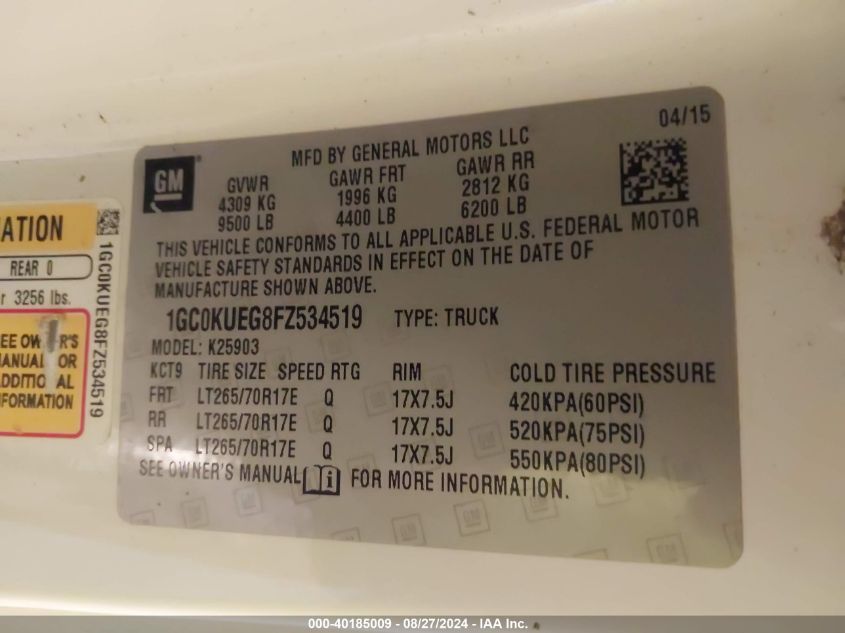 04/15
MFD BY GENERAL MOTORS LLC
GM
GVWR GAWR FRT GAWR RR
4309 KG 1996 KG 2812 KG
9500 LB 4400 LB 6200 LB
THIS VEHICLE CONFORMS TO ALL APPLICABLE U.S. FEDERAL MOTOR
VEHICLE SAFETY STANDARDS IN EFFECT ON THE DATE OF
MANUFACTURE SHOWN ABOVE.
1GC0KUEG8FZ534519 TYPE: TRUCK
MODEL: K25903
KCT9 TIRE SIZE SPEED RTG RIM COLD TIRE PRESSURE
FRT LT265/70R17E Q 17X7.5J 420KPA(60PSI)
RR LT265/70R17E Q 17X7.5J 520KPA(75PSI)
SPA LT265/70R17E Q 17X7.5J 550KPA(80PSI)
SEE OWNER'S MANUAL i FOR MORE INFORMATION.
ATION
REAR 0
r 3256 lbs.
OR
1GC0KUEG8FZ534519
000-40185009 - 08/27/2024 - IAA Inc.